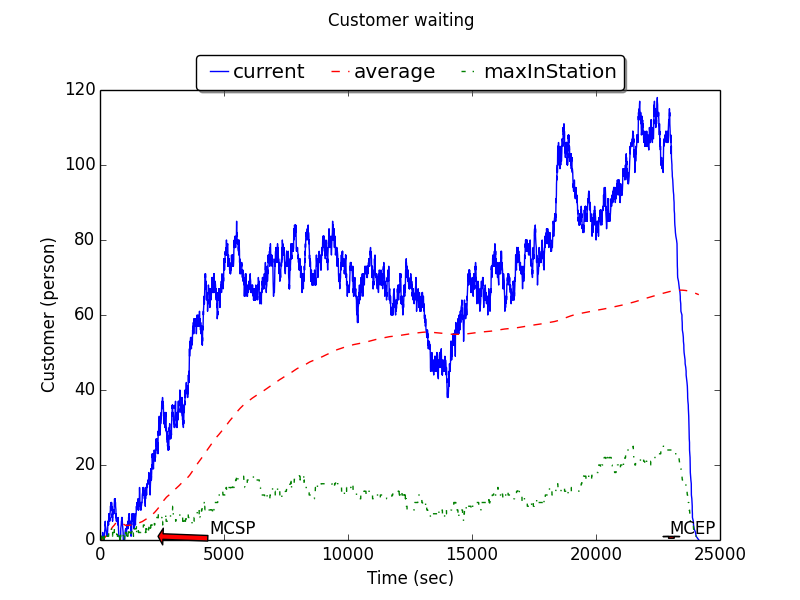 Customer waiting
current average maxInStation
120
100
80
60
40
20
0
Customer (person)
MCSP
MCEP
0 5000 10000 15000 20000 25000
Time (sec)